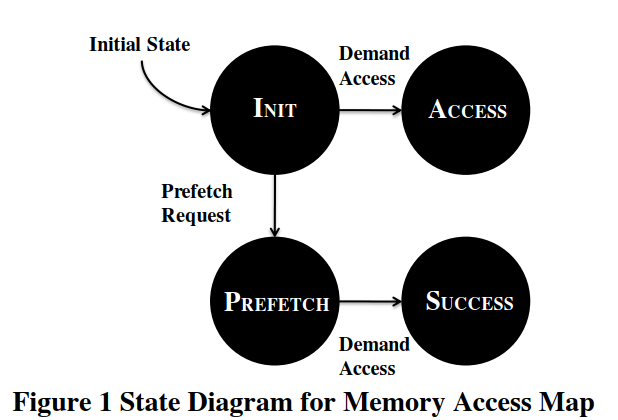 Initial State
Demand
Access
INIT
ACCESS
Prefetch
Request
PREFETCH
SUCCESS
Demand
Access
Figure 1 State Diagram for Memory Access Map